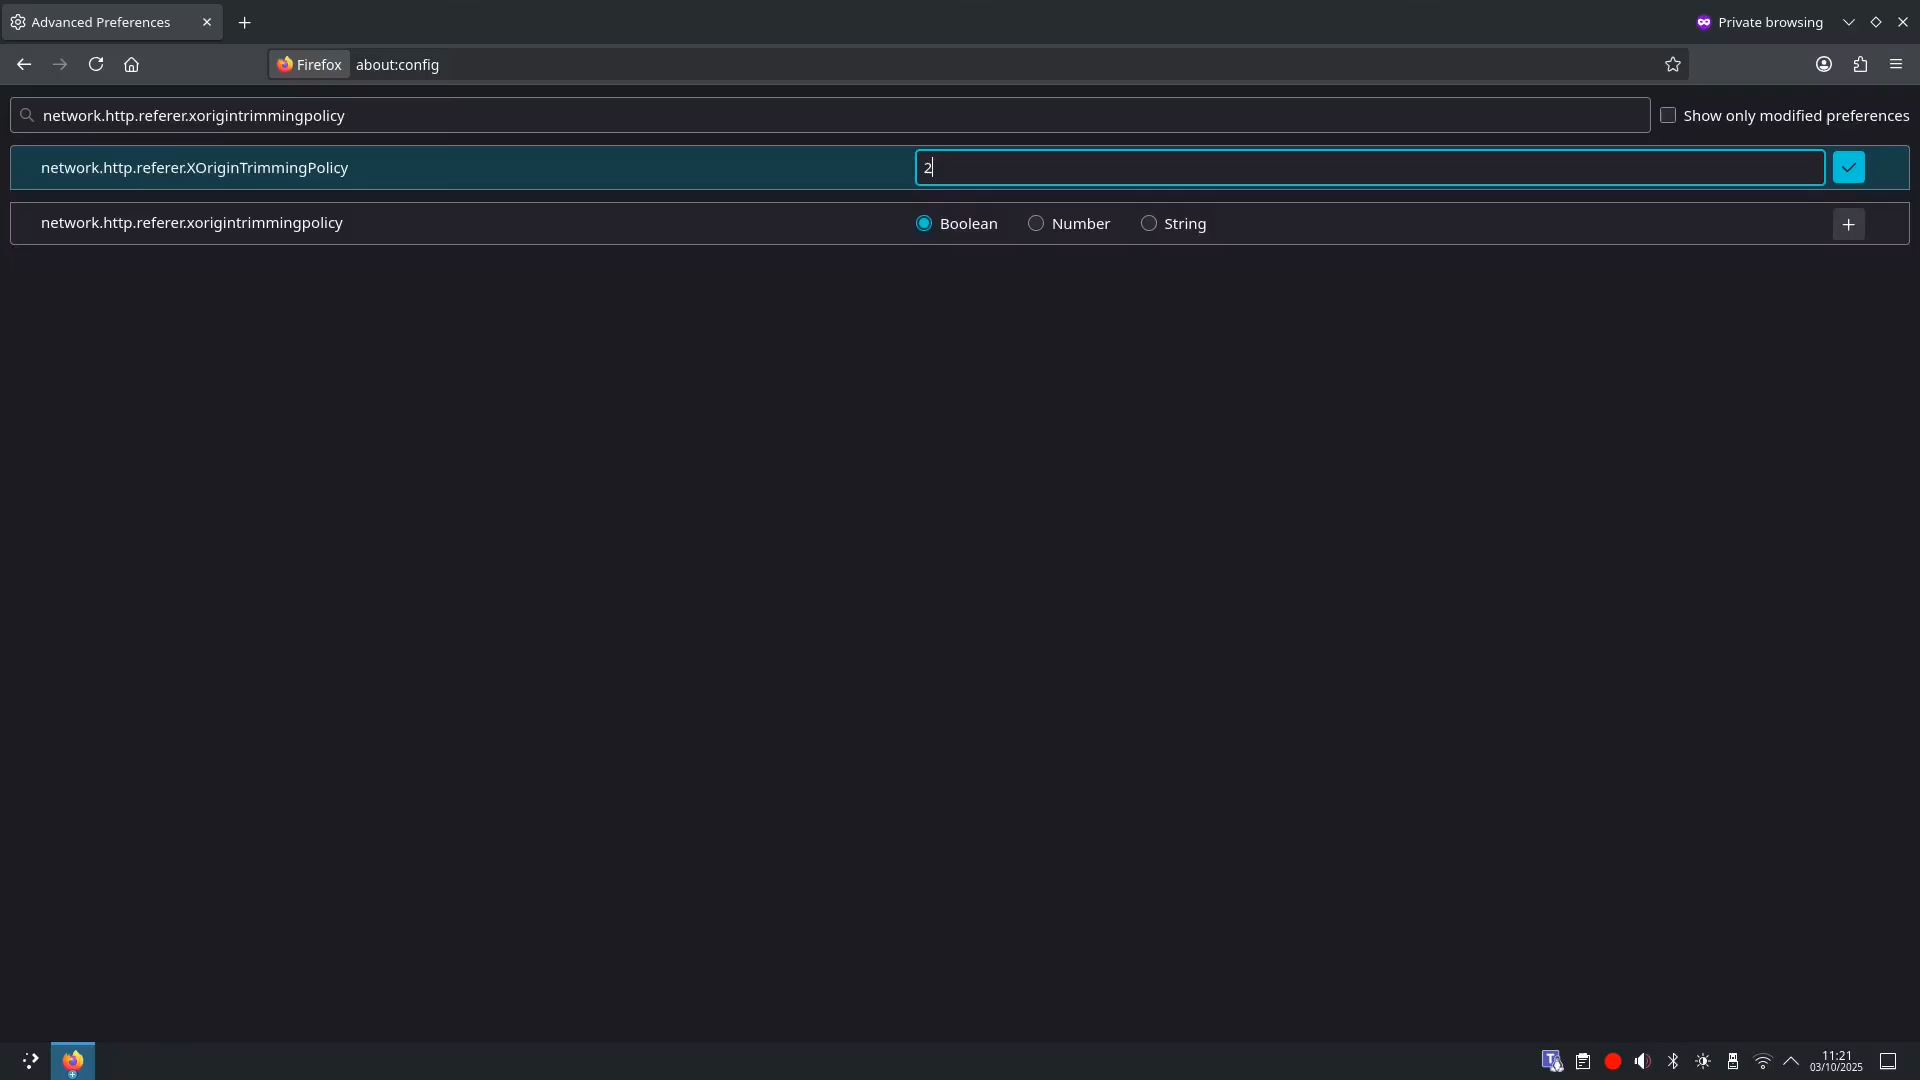 Advanced Preferences
Private browsing
Firefox
about:config
network.http.referer.xorigintrimmingpolicy
Show only modified preferences
network.http.referer.XOriginTrimmingPolicy
2
network.http.referer.xorigintrimmingpolicy
Boolean
Number
String
T
11:21
03/10/2025